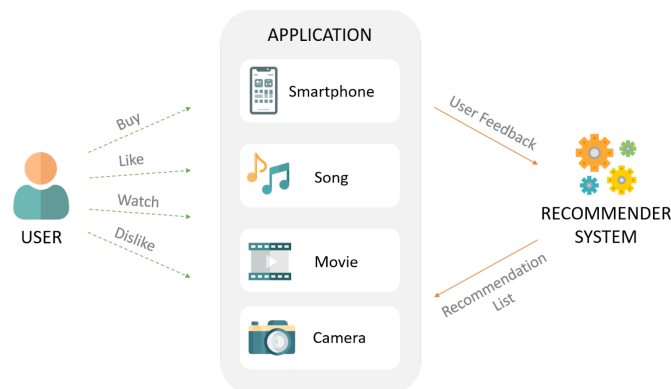 APPLICATION
Smartphone
Buy
User Feedback
Like
Song
Watch
USER
RECOMMENDER
SYSTEM
Dislike
Movie
Recommendation
List
Camera